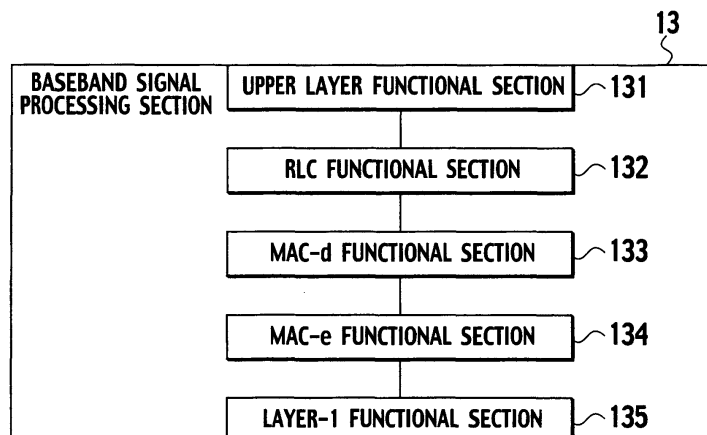 13
BASEBAND SIGNAL
PROCESSING SECTION
UPPER LAYER FUNCTIONAL SECTION
131
RLC FUNCTIONAL SECTION
132
MAC-d FUNCTIONAL SECTION
133
MAC-e FUNCTIONAL SECTION
134
LAYER-1 FUNCTIONAL SECTION
135